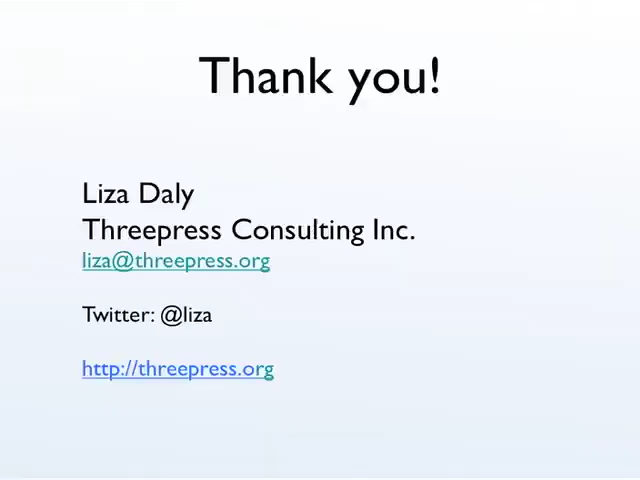 Thank you!
Liza Daly
Threepress Consulting Inc.
liza@threepress.org
Twitter: @liza
http://threepress.org